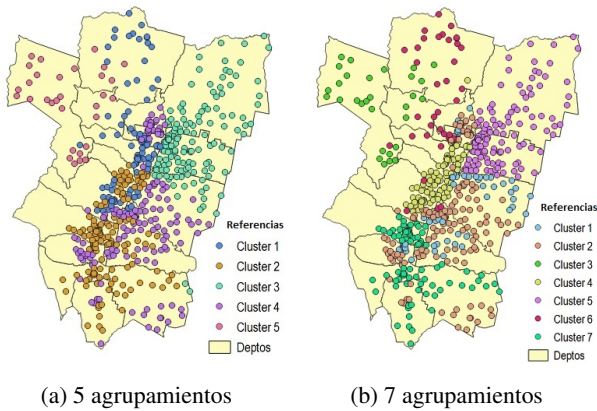 Referencias
Cluster 1
Cluster 2
Cluster 3
Cluster 4
Cluster 5
Deptos
Referencias
Cluster 1
Cluster 2
Cluster 3
Cluster 4
Cluster 5
Cluster 6
Cluster 7
Deptos
(a) 5 agrupamientos
(b) 7 agrupamientos